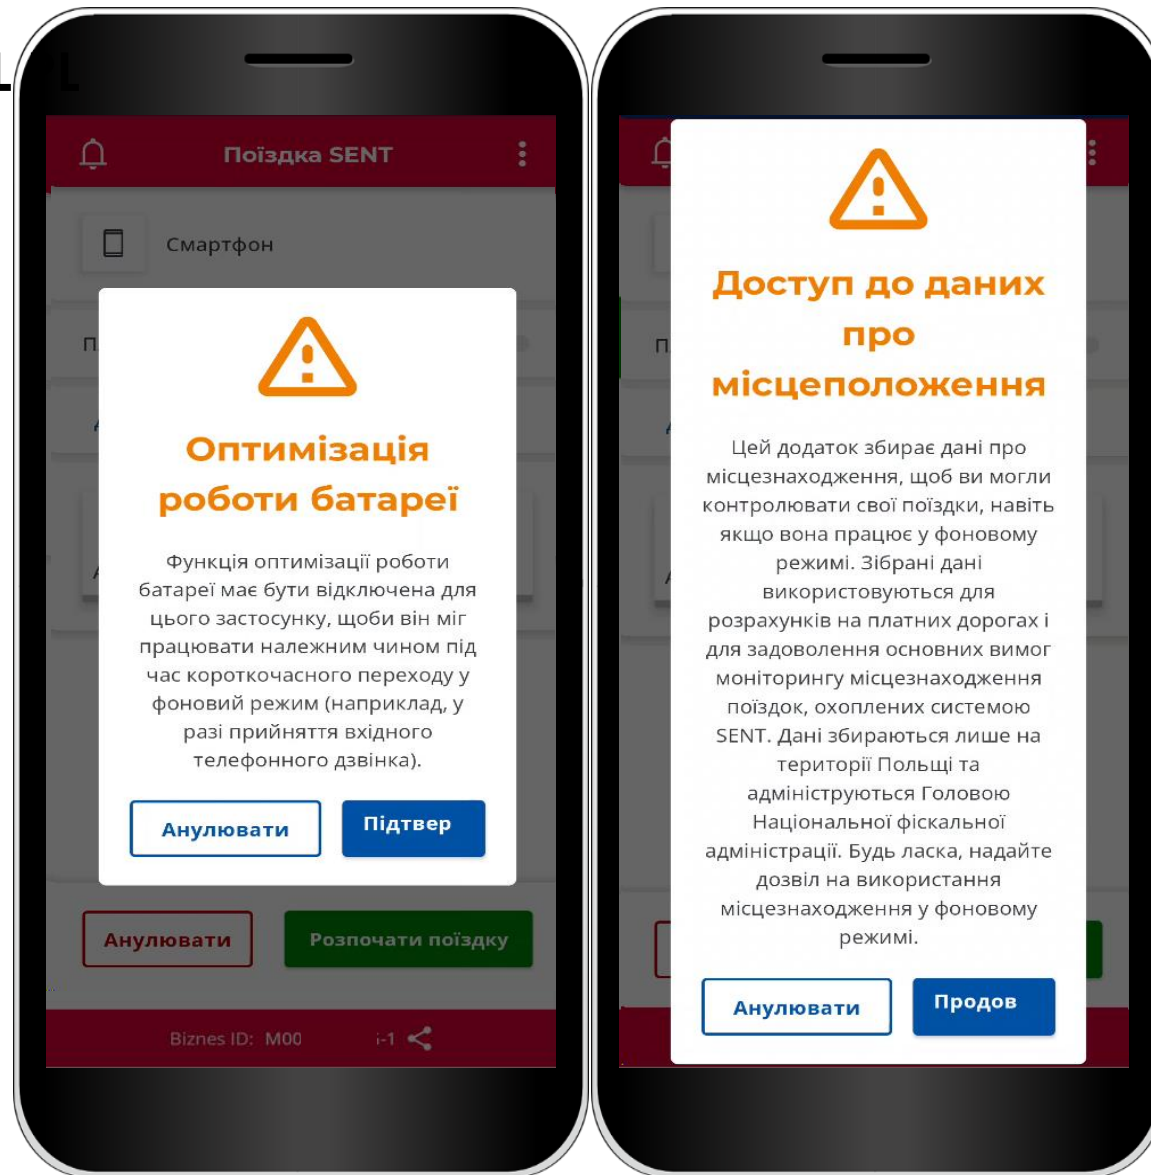 Поїздка SENT
Смартфон
Оптимізація
роботи батареї
Функція оптимізації роботи
батареї має бути відключена для
цього застосунку, щоби він міг
працювати належним чином під
час короткочасного переходу у
фоновий режим (наприклад, у
разі прийняття вхідного
телефонного дзвінка).
Анулювати Підтвер
Анулювати Розпочати поїздку
Biznes ID: M00 i-1
Доступ до даних
про
місцеположення
Цей додаток збирає дані про
місцезнаходження, щоб ви могли
контролювати свої поїздки, навіть
якщо вона працює у фоновому
режимі. Зібрані дані
використовуються для
розрахунків на платних дорогах і
для задоволення основних вимог
моніторингу місцезнаходження
поїздок, охоплених системою
SENT. Дані збираються лише на
території Польщі та
адмініструються Головою
Національної фіскальної
адміністрації. Будь ласка, надайте
дозвіл на використання
місцезнаходження у фоновому
режимі.
Анулювати Продов